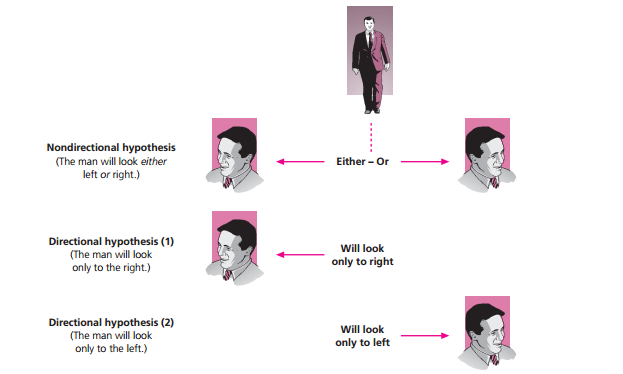 Nondirectional hypothesis
(The man will look either
left or right.)
Either – Or
Directional hypothesis (1)
(The man will look
only to the right.)
Will look
only to right
Directional hypothesis (2)
(The man will look
only to the left.)
Will look
only to left